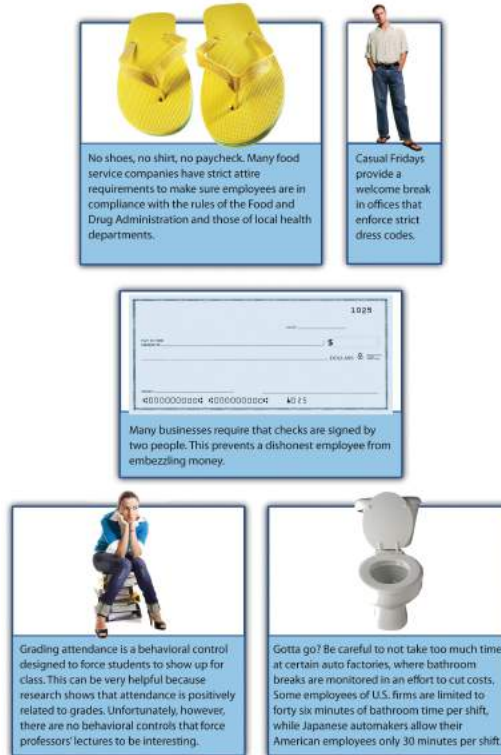 No shoes, no shirt, no paycheck. Many food
service companies have strict attire
requirements to make sure employees are in
compliance with the rules of the Food and
Drug Administration and those of local health
departments.
Casual Fridays
provide a
welcome break
in offices that
enforce strict
dress codes.
1025
$
Many businesses require that checks are signed by
two people. This prevents a dishonest employee from
embezzling money.
Grading attendance is a behavioral control
designed to force students to show up for
class. This can be very helpful because
research shows that attendance is positively
related to grades. Unfortunately, however,
there are no behavioral controls that force
professors' lectures to be interesting.
Gotta go? Be careful to not take too much time
at certain auto factories, where bathroom
breaks are monitored in an effort to cut costs.
Some employees of U.S. firms are limited to
forty six minutes of bathroom time per shift,
while Japanese automakers allow their
American employees only 30 minutes per shift.